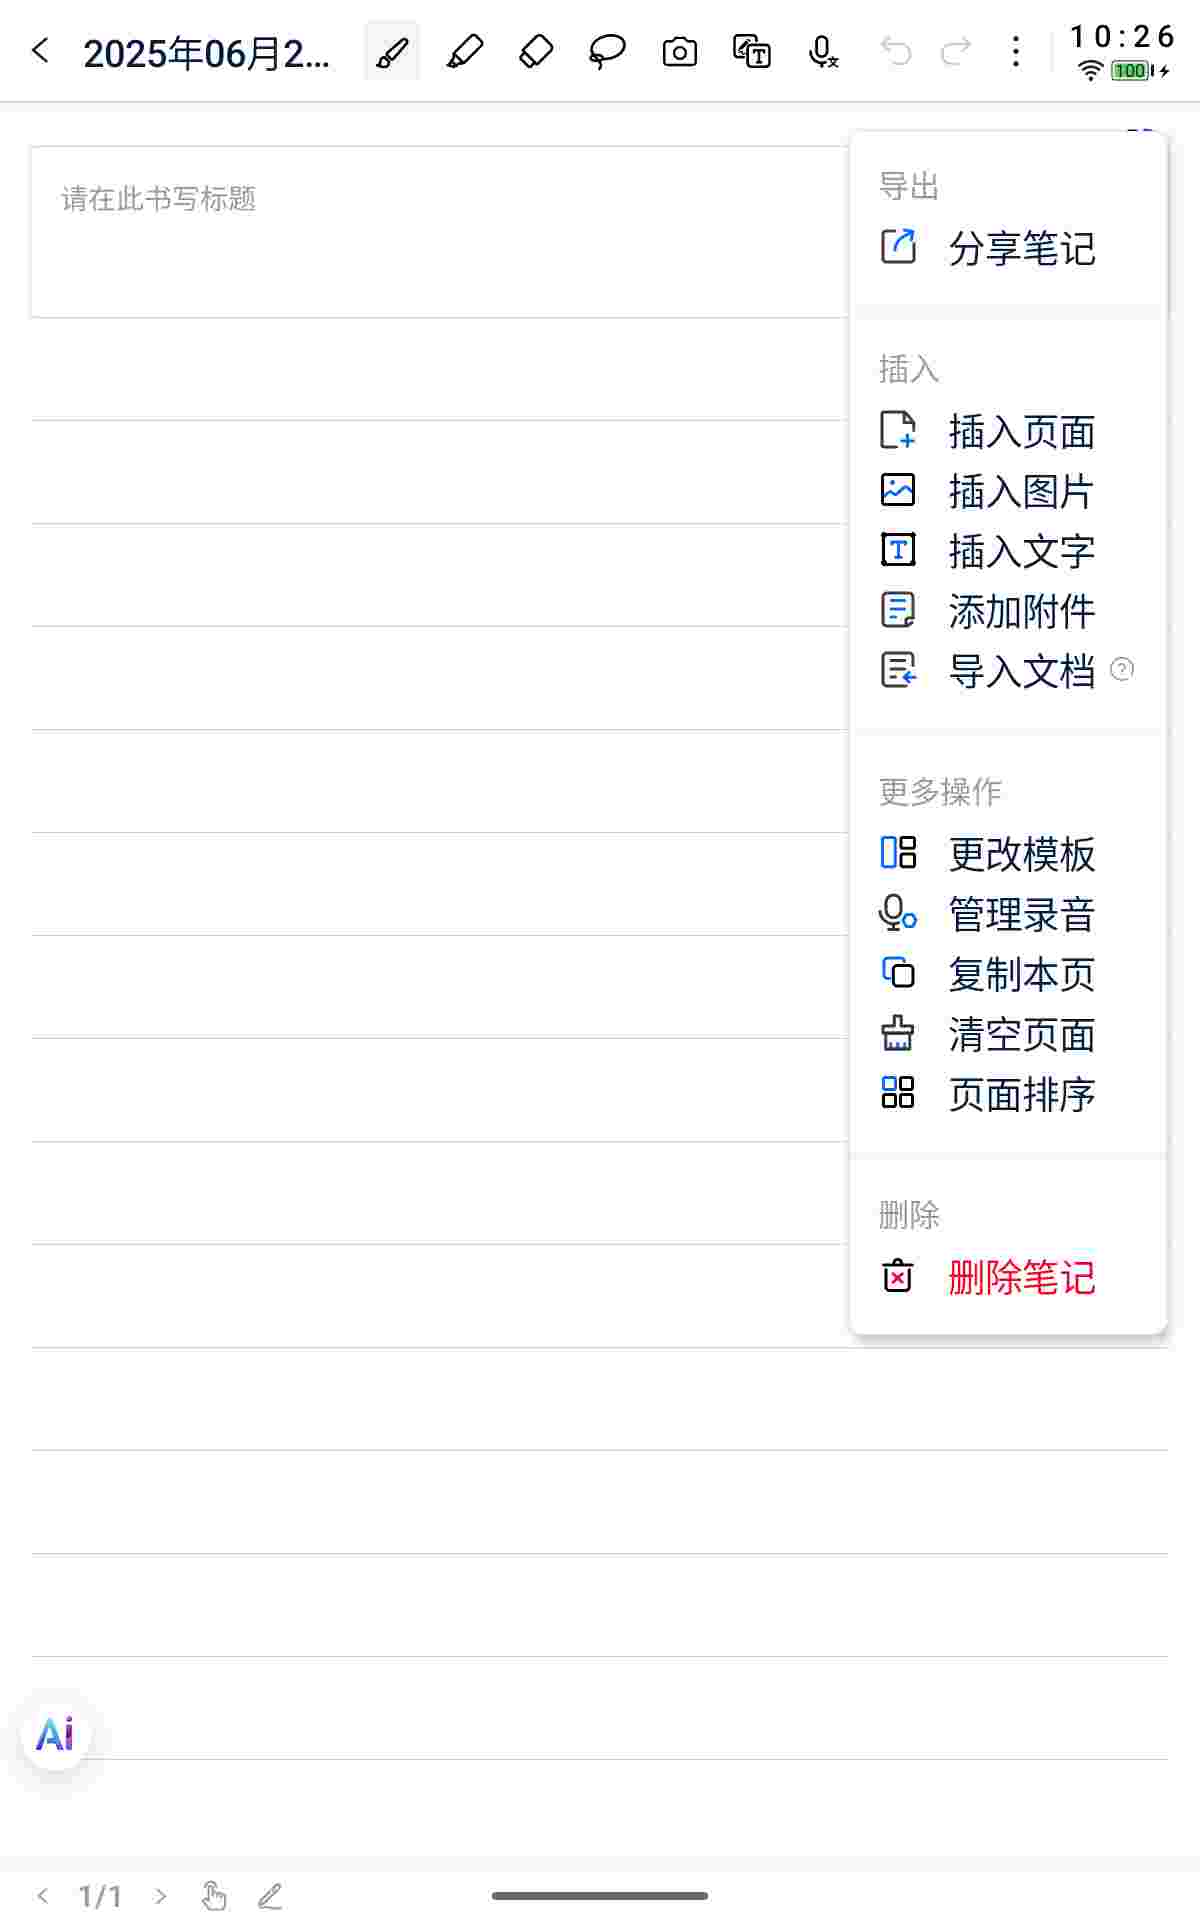 2025年06月2...
10:26
100
请在此书写标题
导出
分享笔记
插入
插入页面
插入图片
插入文字
添加附件
导入文档
更多操作
更改模板
管理录音
复制本页
清空页面
页面排序
删除
删除笔记
Ai
1/1